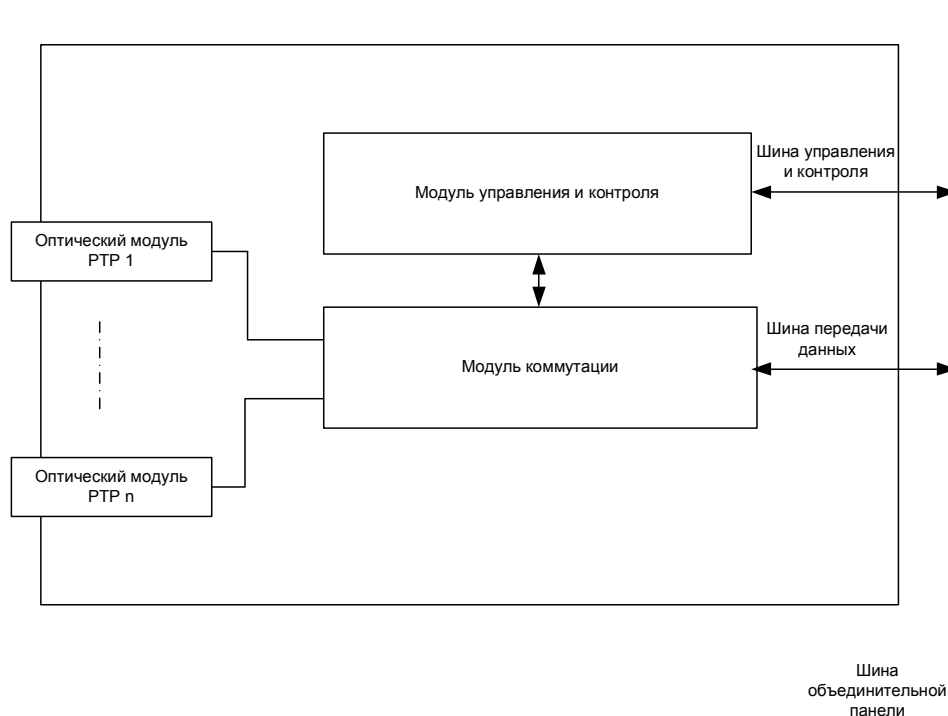 Шина управления
и контроля
Модуль управления и контроля
Оптический модуль
PTP 1
Шина передачи
данных
Модуль коммутации
Оптический модуль
PTP n
Шина
объединительной
панели